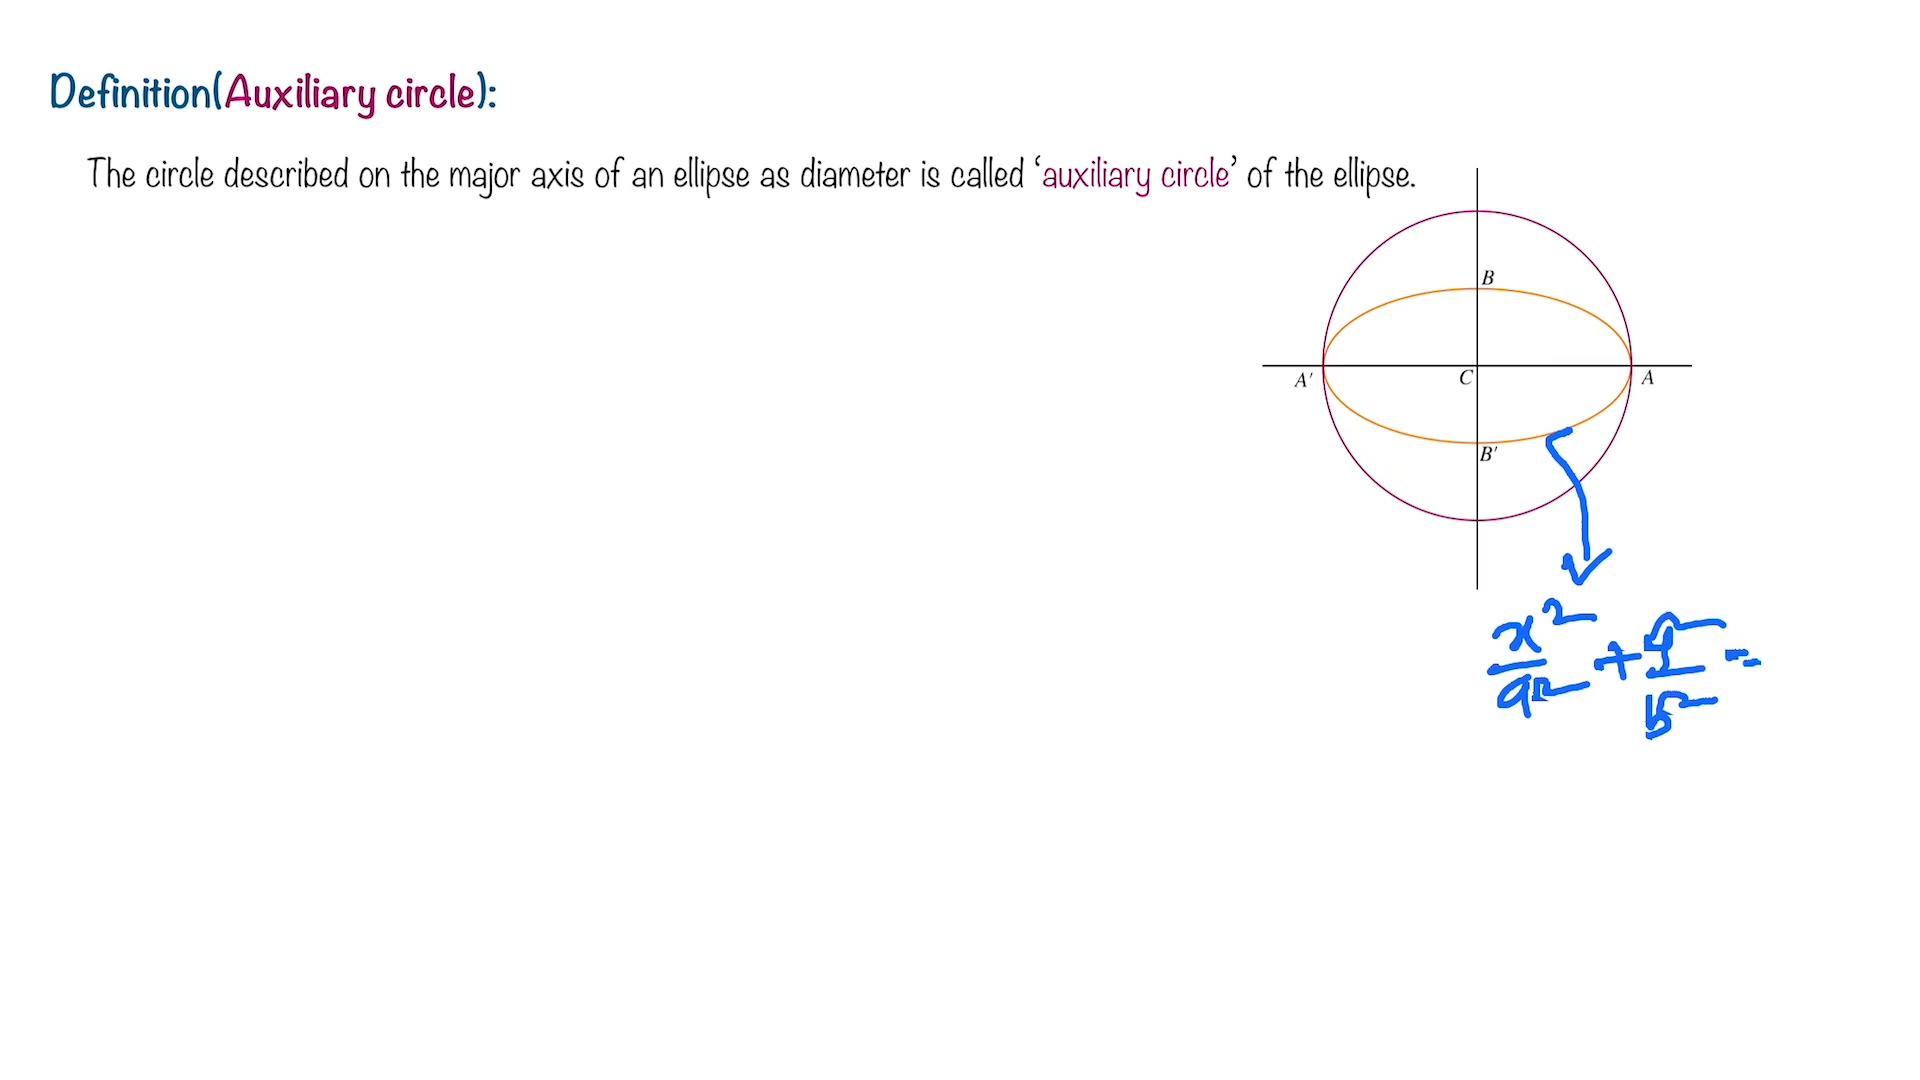 Definition(Auxiliary circle):
The circle described on the major axis of an ellipse as diameter is called ‘auxiliary circle’ of the ellipse.
B
A′ C A
B′
x²/a² + y²/b² =